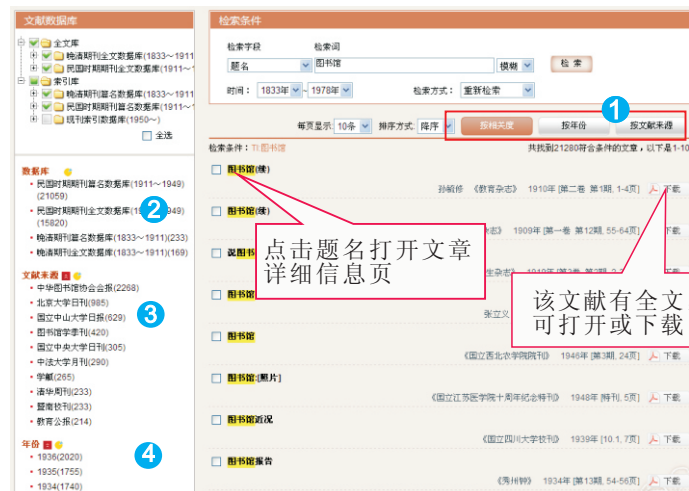 文献数据库
全文库
晚清期刊全文数据库(1833～1911
民国时期期刊全文数据库(1911～1
索引库
晚清期刊篇名数据库(1833～1911
民国时期期刊篇名数据库(1911～1
现刊索引数据库(1950～)
全选
数据库
民国时期期刊篇名数据库(1911～1949)
(21059)
民国时期期刊全文数据库(1 949)
(15820)
2
晚清期刊篇名数据库(1833～1911)(233)
晚清期刊全文数据库(1833～1911)(169)
文献来源
中华图书馆协会会报(2268)
北京大学日刊(985)
国立中山大学日报(629)
3
图书馆学季刊(420)
国立中央大学日刊(305)
中法大学月刊(290)
学觚(265)
清华周刊(233)
暨南校刊(233)
教育公报(214)
年份
1936(2020)
4
1935(1755)
1934(1740)
检索条件
检索字段 检索词
题名 图书馆 模糊 检 索
时间： 1833年 ~ 1978年 检索方式： 重新检索
1
每页显示: 10条 排序方式: 降序 按相关度 按年份 按文献来源
检索条件：TI:图书馆 共找到21280符合条件的文章，以下是1-10
图书馆(续)
孙毓修 《教育杂志》 1910年 [第二卷 第1期, 1-4页] 下载
图书馆(续)
杂志》 1909年 [第一卷 第12期, 55-64页] 下载
说图书
点击题名打开文章
详细信息页
图书馆
张立义
该文献有全文
可打开或下载
图书馆
《国立西北农学院院刊》 1946年 [第3期, 24页] 下载
图书馆:[照片]
《国立江苏医学院十周年纪念特刊》 1948年 [特刊, 5页] 下载
图书馆近况
《国立四川大学校刊》 1939年 [10.1, 7页] 下载
图书馆报告
《秀州钟》 1934年 [第13期, 54-56页] 下载